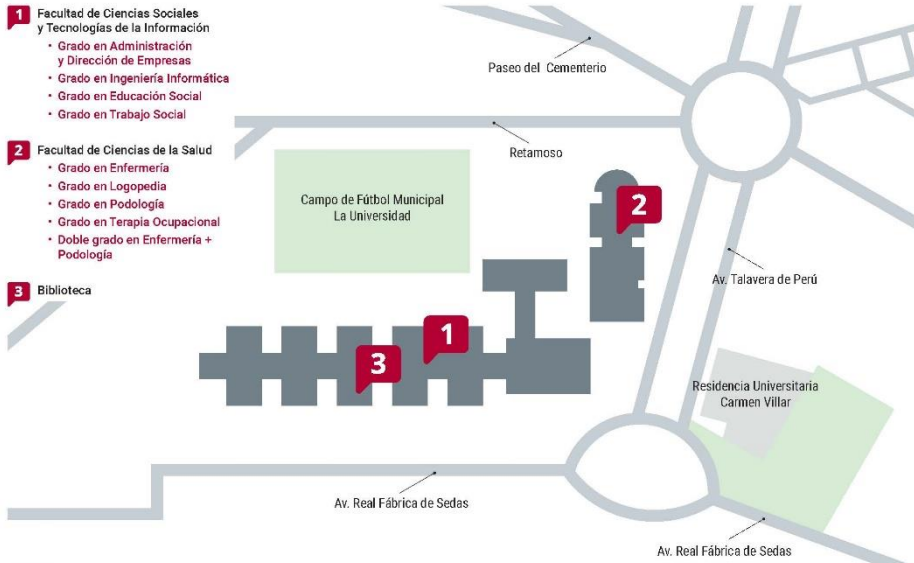 1 Facultad de Ciencias Sociales
y Tecnologías de la Información
• Grado en Administración
y Dirección de Empresas
• Grado en Ingeniería Informática
• Grado en Educación Social
• Grado en Trabajo Social
2 Facultad de Ciencias de la Salud
• Grado en Enfermería
• Grado en Logopedia
• Grado en Podología
• Grado en Terapia Ocupacional
• Doble grado en Enfermería +
Podología
3 Biblioteca
Paseo del Cementerio
Retamoso
Campo de Fútbol Municipal
La Universidad
2
Av. Talavera de Perú
1
3
Residencia Universitaria
Carmen Villar
Av. Real Fábrica de Sedas
Av. Real Fábrica de Sedas